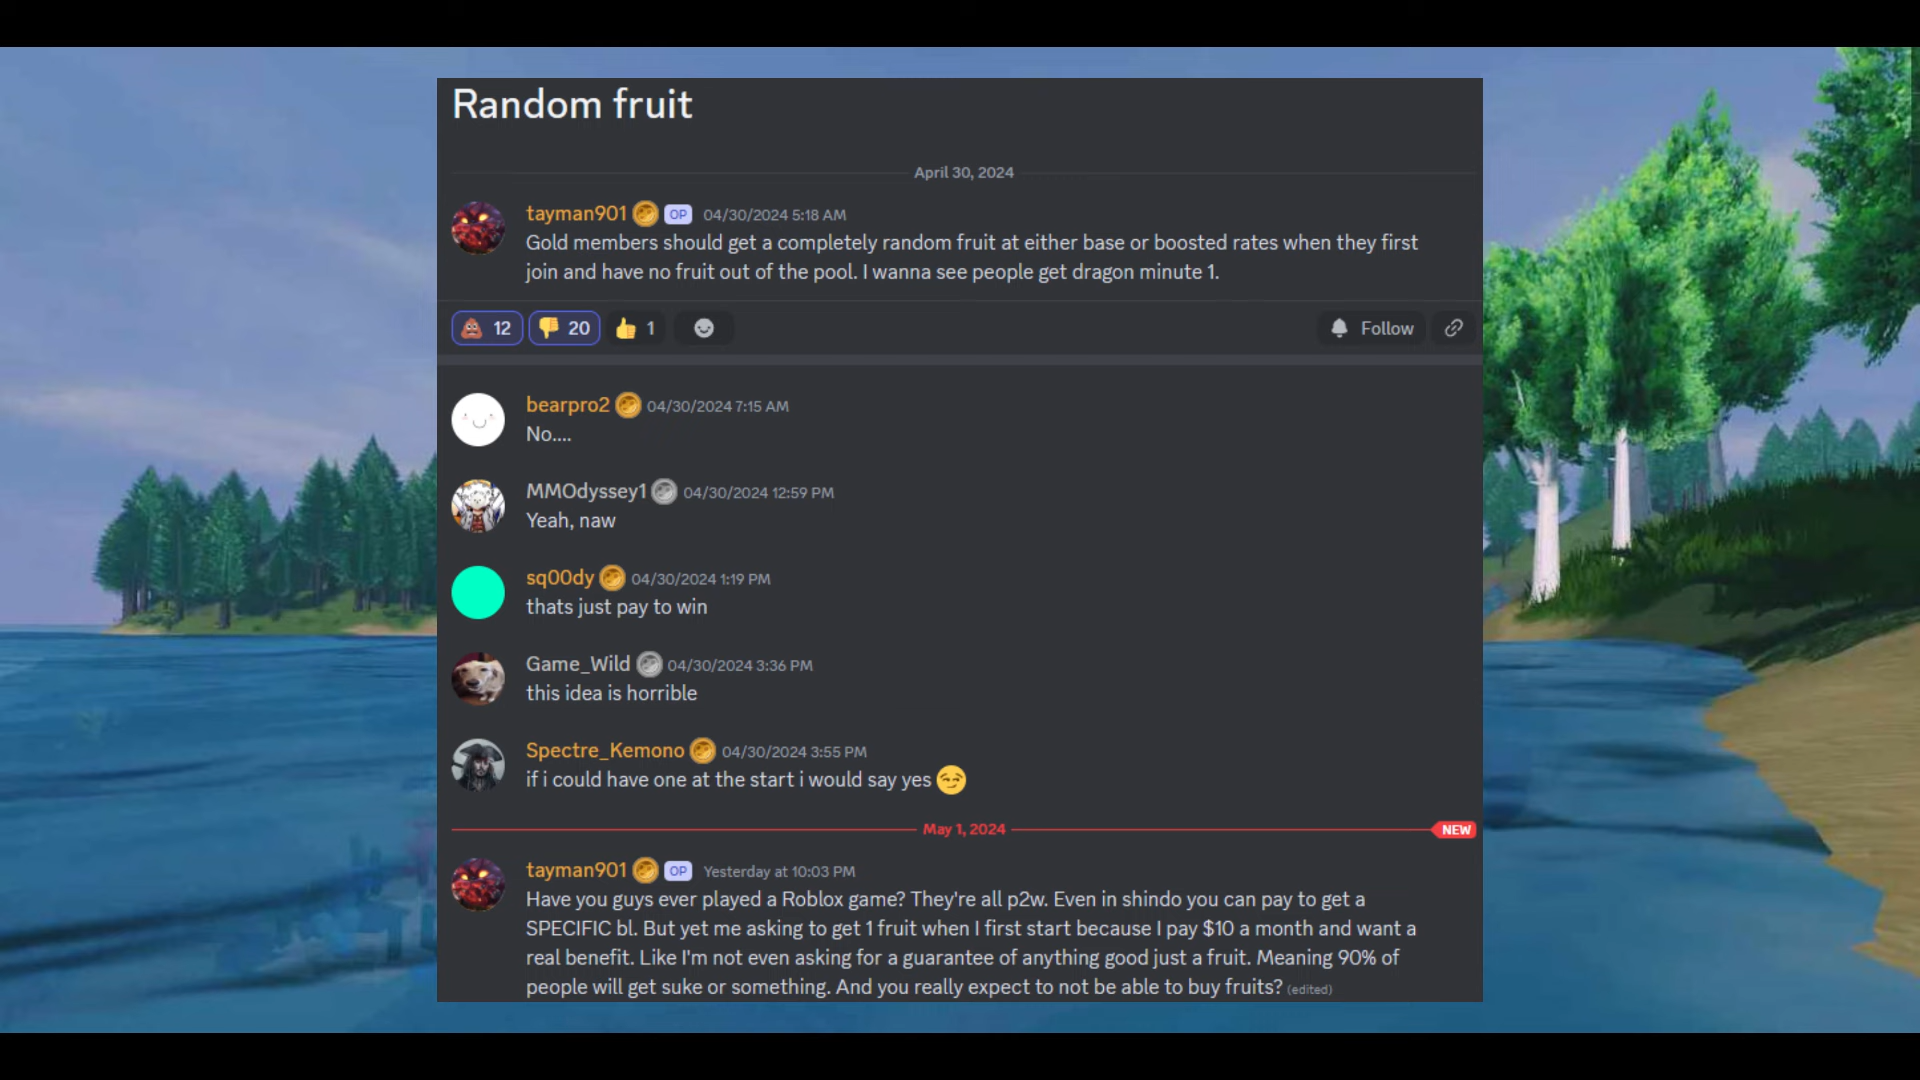 Random fruit
April 30, 2024
tayman901 OP 04/30/2024 5:18 AM
Gold members should get a completely random fruit at either base or boosted rates when they first
join and have no fruit out of the pool. I wanna see people get dragon minute 1.
12 20 1 Follow
bearpro2 04/30/2024 7:15 AM
No....
MMOdyssey1 04/30/2024 12:59 PM
Yeah, naw
sq00dy 04/30/2024 1:19 PM
thats just pay to win
Game_Wild 04/30/2024 3:36 PM
this idea is horrible
Spectre_Kemono 04/30/2024 3:55 PM
if i could have one at the start i would say yes 😏
May 1, 2024 NEW
tayman901 OP Yesterday at 10:03 PM
Have you guys ever played a Roblox game? They're all p2w. Even in shindo you can pay to get a
SPECIFIC bl. But yet me asking to get 1 fruit when I first start because I pay $10 a month and want a
real benefit. Like I'm not even asking for a guarantee of anything good just a fruit. Meaning 90% of
people will get suke or something. And you really expect to not be able to buy fruits? (edited)